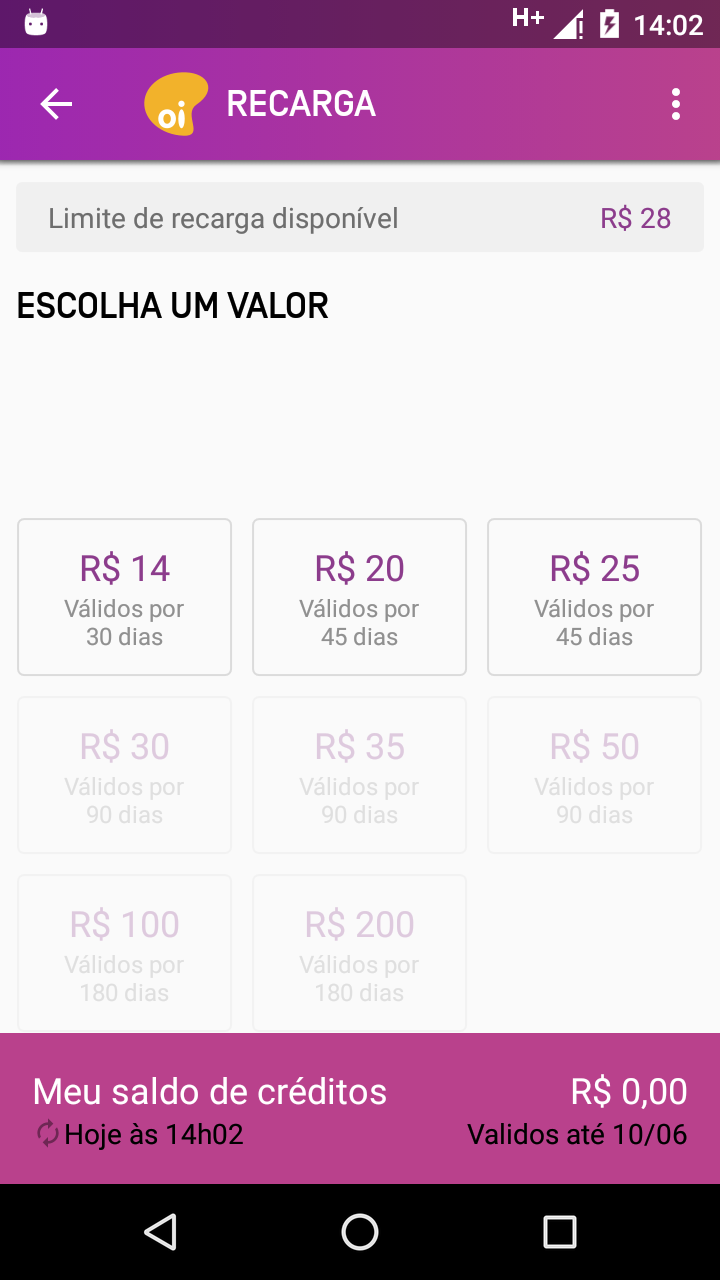 H+ 14:02
oi RECARGA
Limite de recarga disponível R$ 28
ESCOLHA UM VALOR
R$ 14 R$ 20 R$ 25
Válidos por Válidos por Válidos por
30 dias 45 dias 45 dias
R$ 30 R$ 35 R$ 50
Válidos por Válidos por Válidos por
90 dias 90 dias 90 dias
R$ 100 R$ 200
Válidos por Válidos por
180 dias 180 dias
Meu saldo de créditos R$ 0,00
Hoje às 14h02 Validos até 10/06